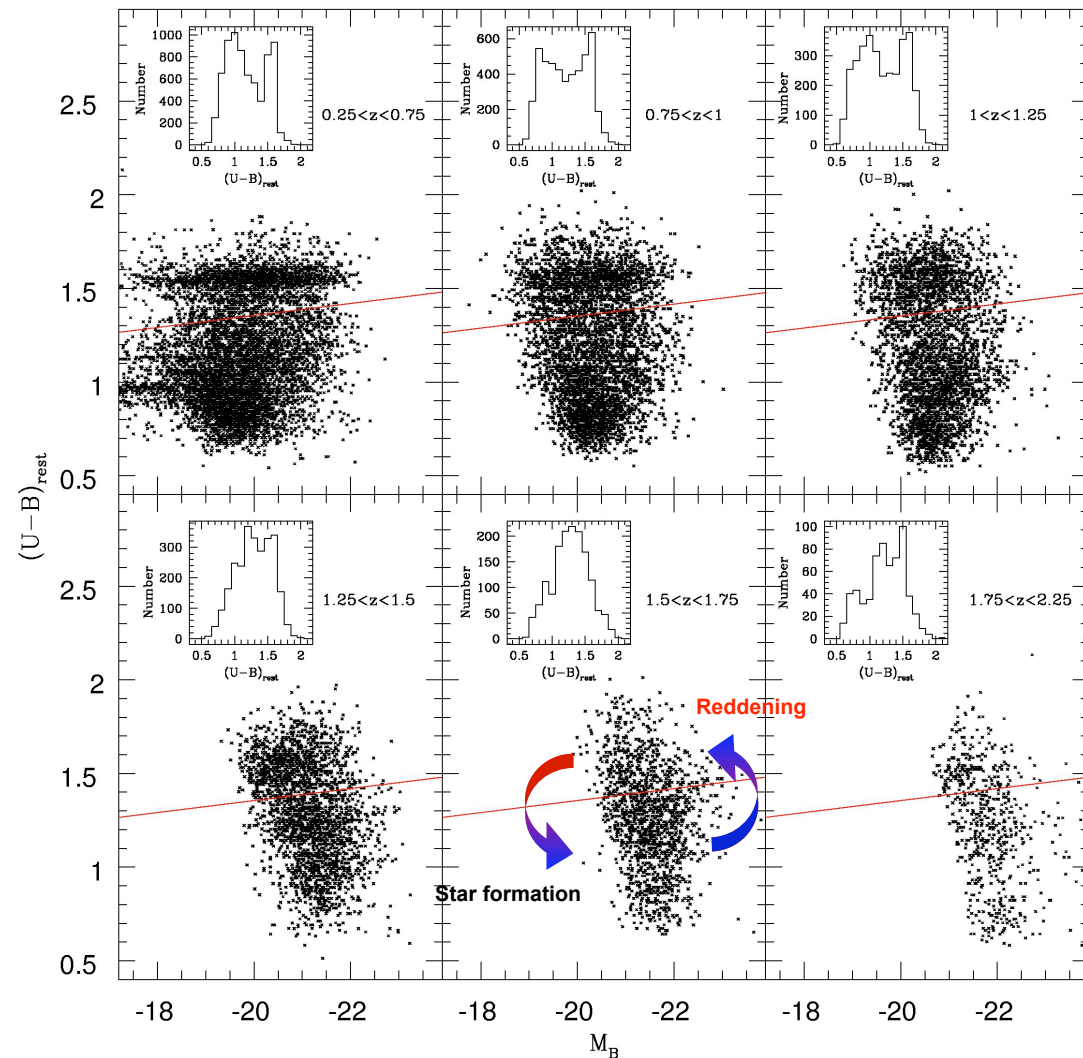 1000
800
600
400
200
0
Number
0.5 1 1.5 2
(U-B)rest
0.25<z<0.75
600
400
200
0
Number
0.5 1 1.5 2
(U-B)rest
0.75<z<1
300
200
100
0
Number
0.5 1 1.5 2
(U-B)rest
1<z<1.25
2.5
2
1.5
1
0.5
(U-B)rest
300
200
100
0
Number
0.5 1 1.5 2
(U-B)rest
1.25<z<1.5
200
150
100
50
0
Number
0.5 1 1.5 2
(U-B)rest
1.5<z<1.75
100
80
60
40
20
0
Number
0.5 1 1.5 2
(U-B)rest
1.75<z<2.25
2.5
2
1.5
1
0.5
Reddening
Star formation
-18 -20 -22
-18 -20 -22
-18 -20 -22
MB